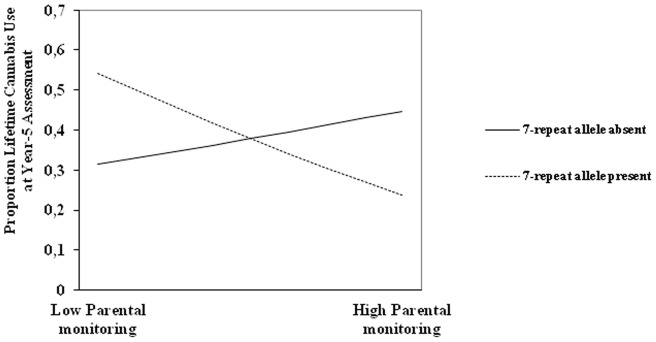 Proportion Lifetime Cannabis Use
at Year-5 Assessment
0,7
0,6
0,5
0,4
0,3
0,2
0,1
0
Low Parental
monitoring
High Parental
monitoring
7-repeat allele absent
7-repeat allele present